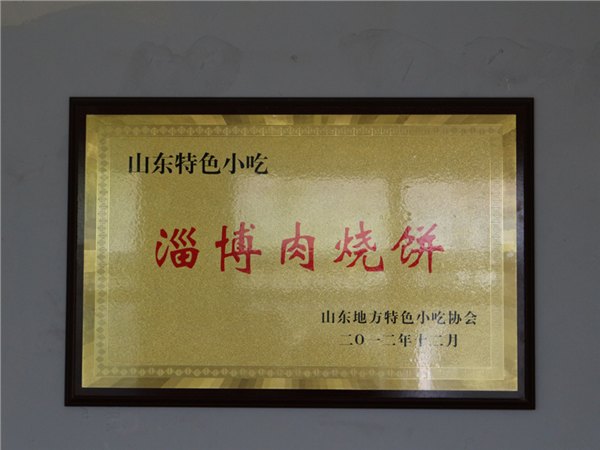 山东特色小吃
淄博肉烧饼
山东地方特色小吃协会
二〇一二年十二月